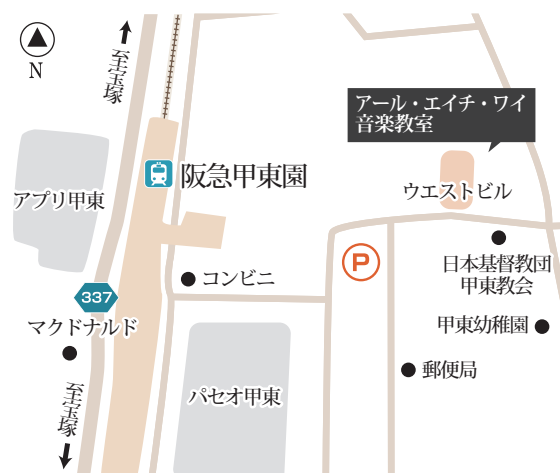 N
至宝塚
アール・エイチ・ワイ
音楽教室
阪急甲東園
アプリ甲東
ウエストビル
P
日本基督教団
甲東教会
コンビニ
337
マクドナルド
甲東幼稚園
郵便局
パセオ甲東
至宝塚